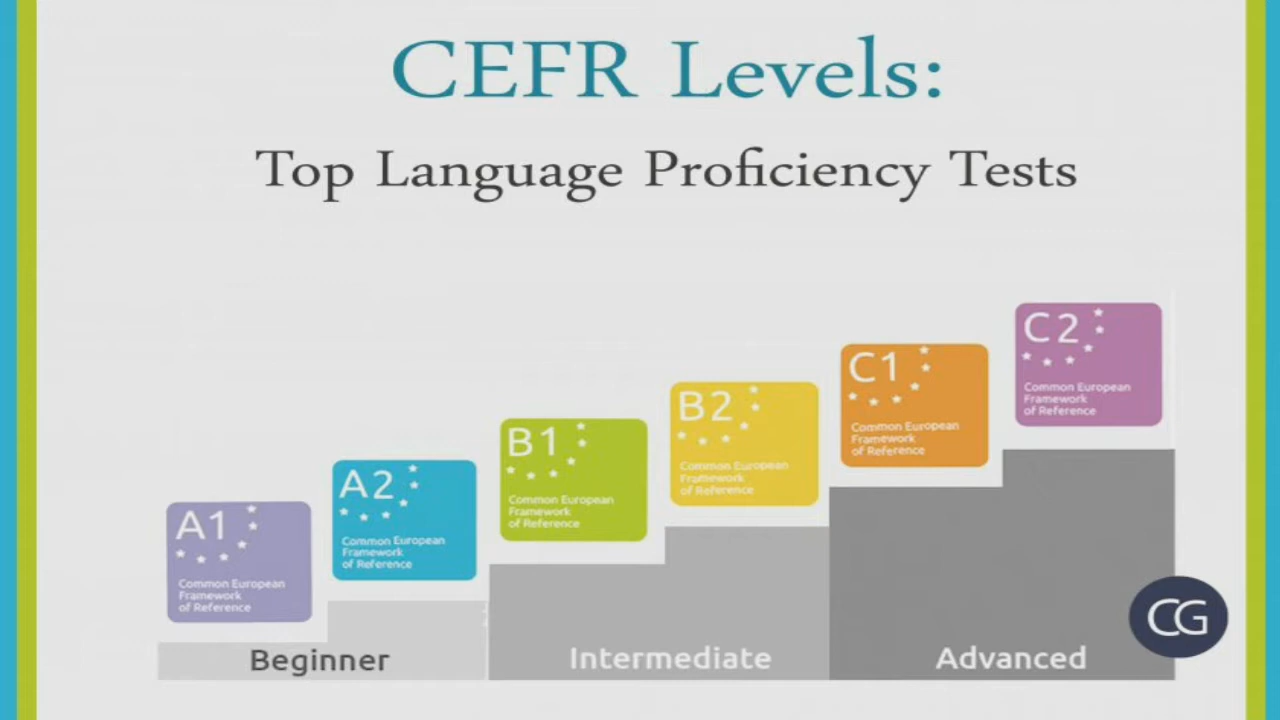 CEFR Levels:
Top Language Proficiency Tests
A1
Common European
Framework
of Reference
A2
Common European
Framework
of Reference
B1
Common European
Framework
of Reference
B2
Common European
Framework
of Reference
C1
Common European
Framework
of Reference
C2
Common European
Framework
of Reference
Beginner
Intermediate
Advanced
CG